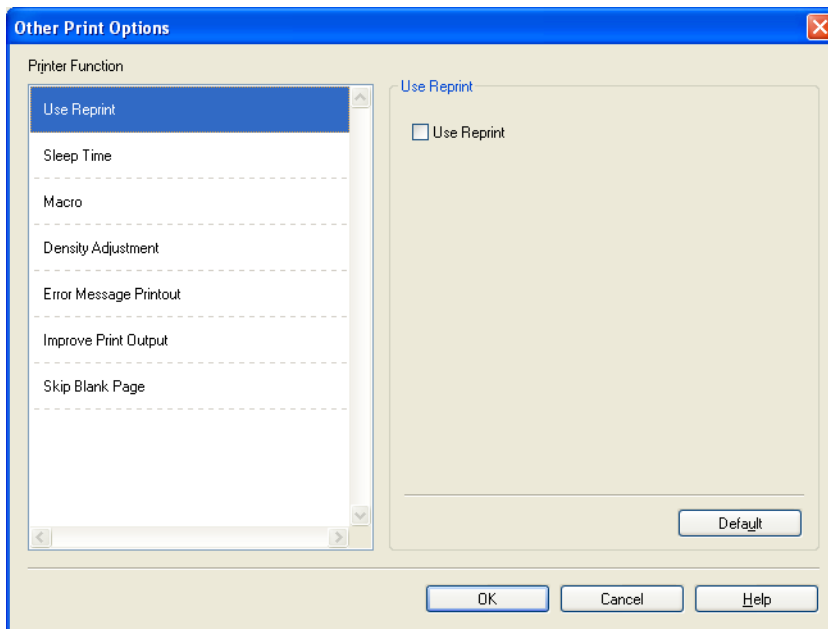 Other Print Options
Printer Function
Use Reprint
Sleep Time
Macro
Density Adjustment
Error Message Printout
Improve Print Output
Skip Blank Page
Use Reprint
Use Reprint
Default
OK
Cancel
Help